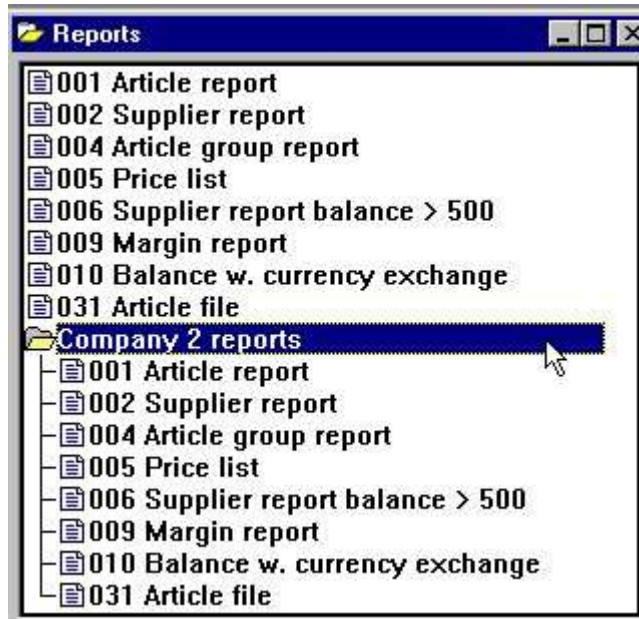 Reports
001 Article report
002 Supplier report
004 Article group report
005 Price list
006 Supplier report balance > 500
009 Margin report
010 Balance w. currency exchange
031 Article file
Company 2 reports
001 Article report
002 Supplier report
004 Article group report
005 Price list
006 Supplier report balance > 500
009 Margin report
010 Balance w. currency exchange
031 Article file